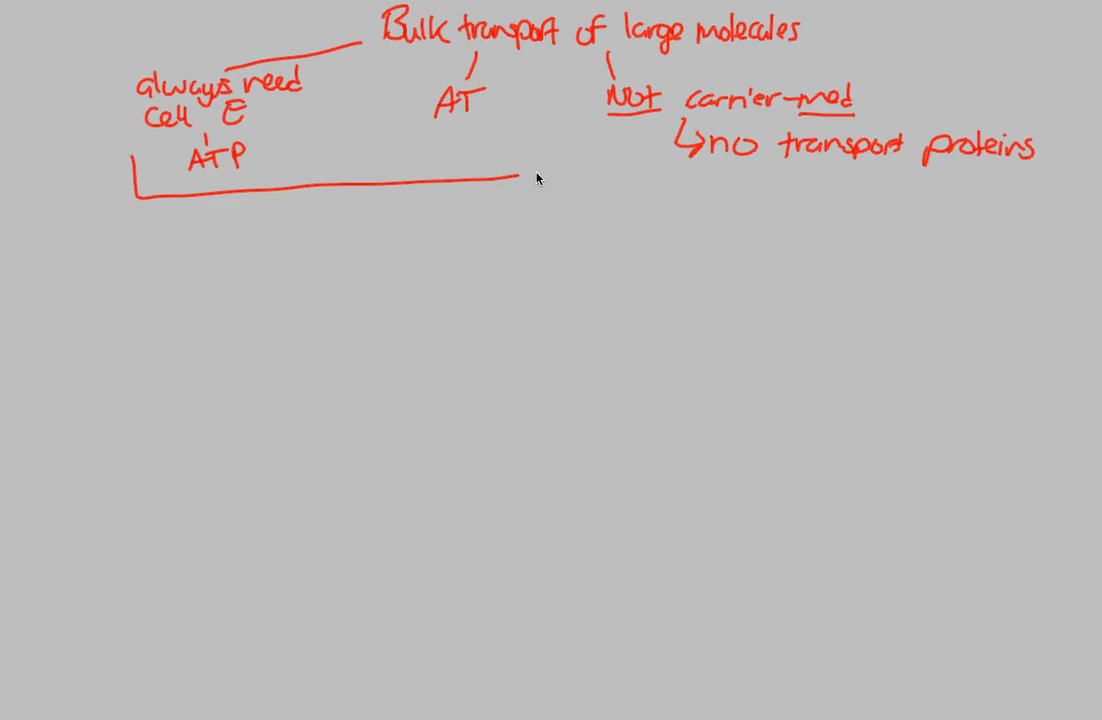 Bulk transport of large molecules
always need
cell E
ATP
AT
Not carrier-med
no transport proteins